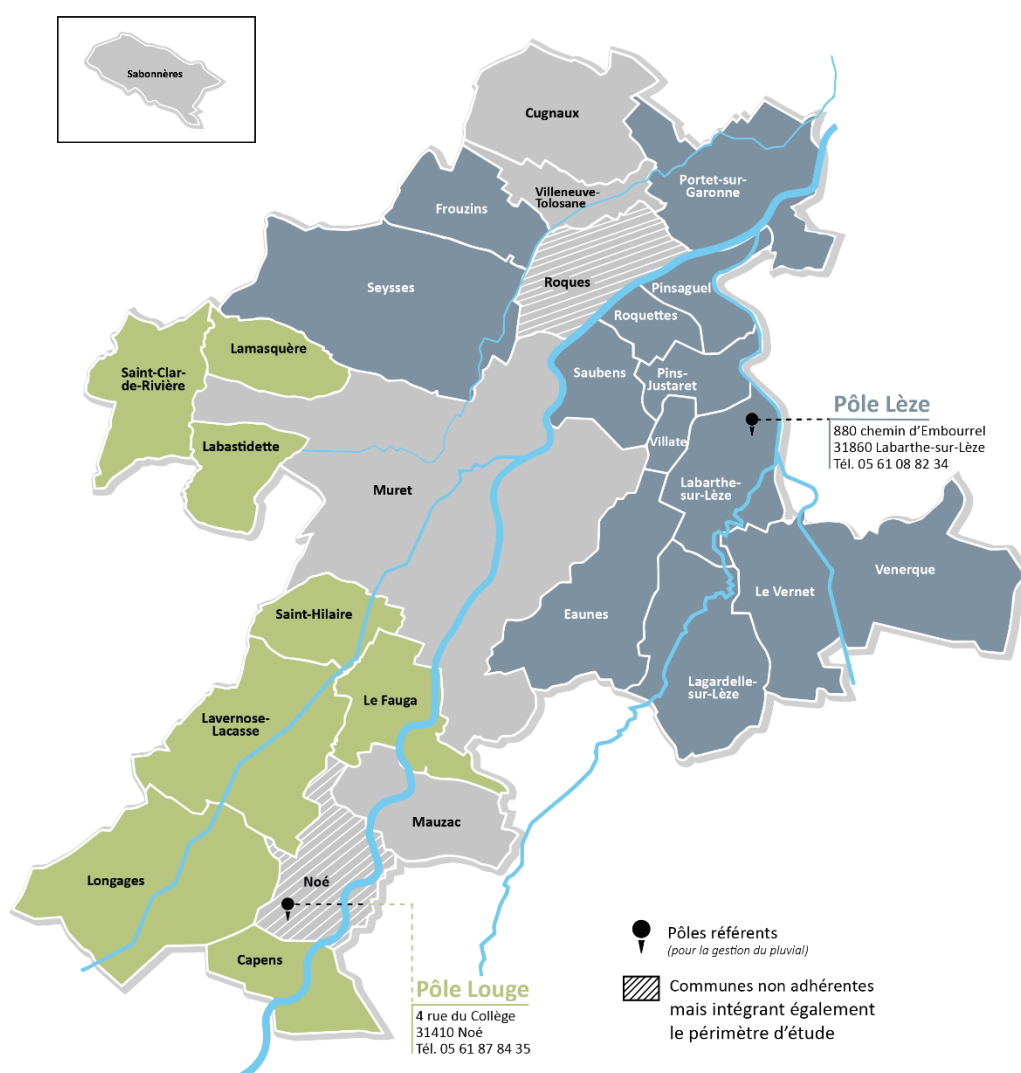 Sabonnères
Cugnaux
Portet-sur-
Garonne
Villeneuve-
Tolosane
Frouzins
Roques
Seysses
Pinsaguel
Roquettes
Lamasquère
Saint-Clar-
de-Rivière
Saubens
Pins-
Justaret
Pôle Lèze
880 chemin d’Embourrel
31860 Labarthe-sur-Lèze
Tél. 05 61 08 82 34
Labastidette
Villate
Muret
Labarthe-
sur-Lèze
Venerque
Le Vernet
Saint-Hilaire
Eaunes
Lagardelle-
sur-Lèze
Le Fauga
Lavernose-
Lacasse
Mauzac
Longages
Noé
Capens
Pôle Louge
4 rue du Collège
31410 Noé
Tél. 05 61 87 84 35
Pôles référents
(pour la gestion du pluvial)
Communes non adhérentes
mais intégrant également
le périmètre d’étude